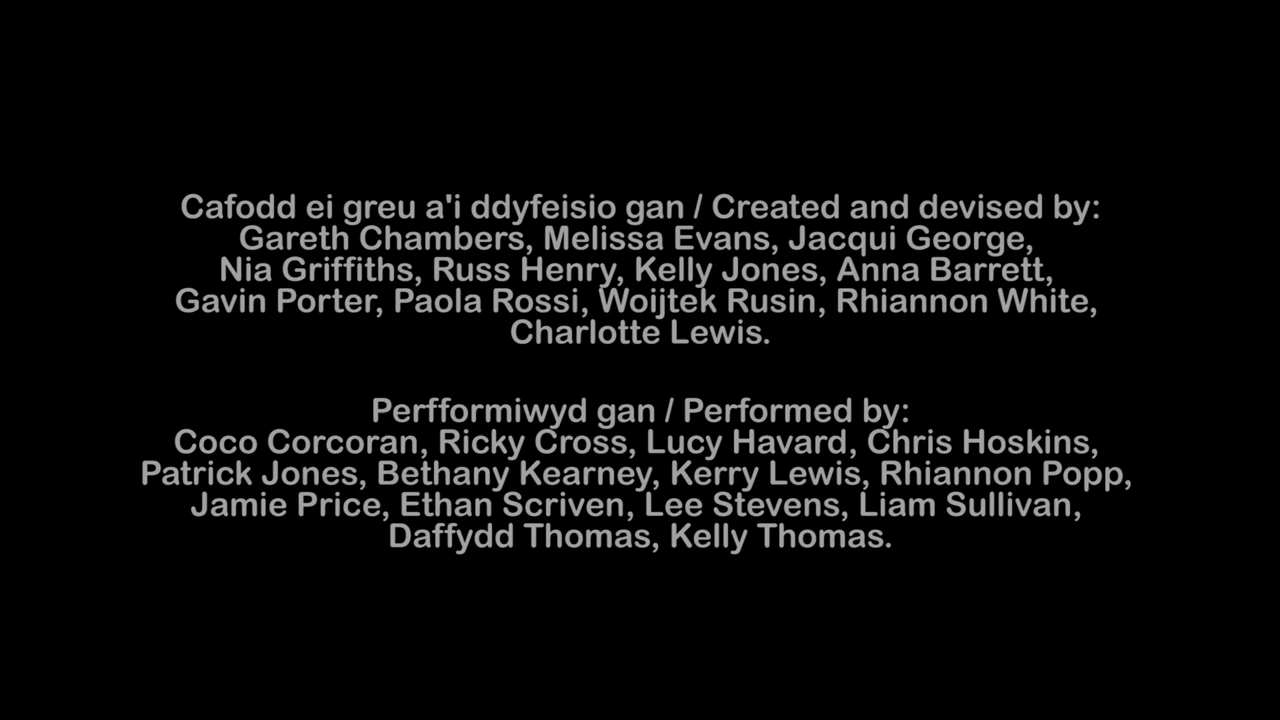 Cafodd ei greu a'i ddyfeisio gan / Created and devised by:
Gareth Chambers, Melissa Evans, Jacqui George,
Nia Griffiths, Russ Henry, Kelly Jones, Anna Barrett,
Gavin Porter, Paola Rossi, Woijtek Rusin, Rhiannon White,
Charlotte Lewis.
Perfformiwyd gan / Performed by:
Coco Corcoran, Ricky Cross, Lucy Havard, Chris Hoskins,
Patrick Jones, Bethany Kearney, Kerry Lewis, Rhiannon Popp,
Jamie Price, Ethan Scriven, Lee Stevens, Liam Sullivan,
Daffydd Thomas, Kelly Thomas.